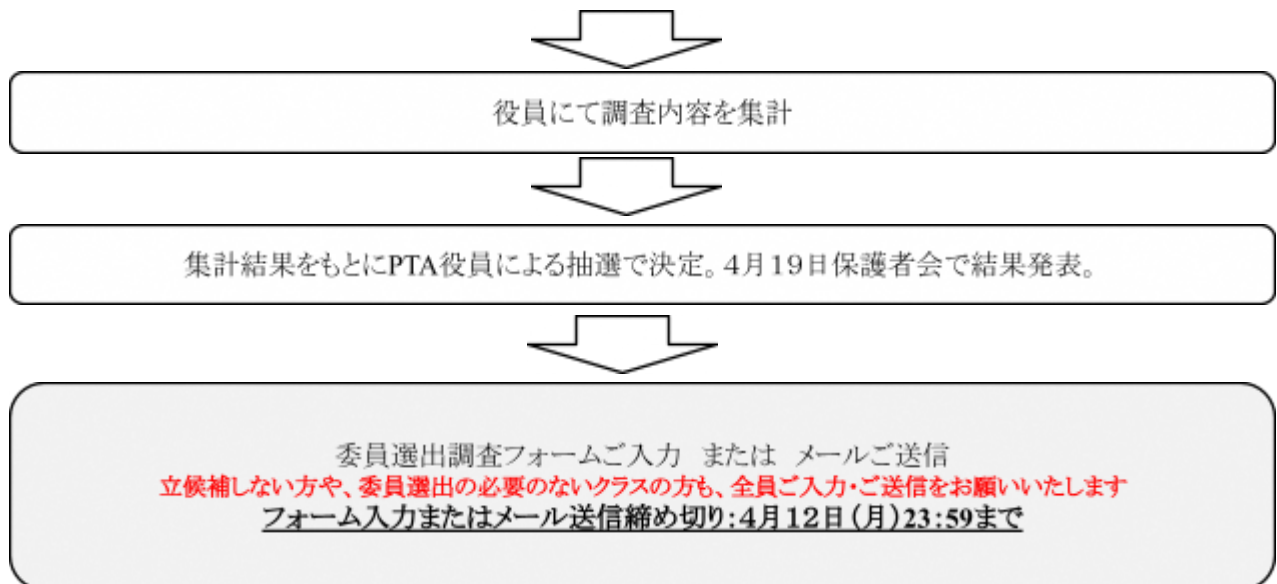 役員にて調査内容を集計
集計結果をもとにPTA役員による抽選で決定。4月19日保護者会で結果発表。
委員選出調査フォームご入力 または メールご送信
立候補しない方や、委員選出の必要のないクラスの方も、全員ご入力・ご送信をお願いいたします
フォーム入力またはメール送信締め切り：4月12日（月）23：59まで